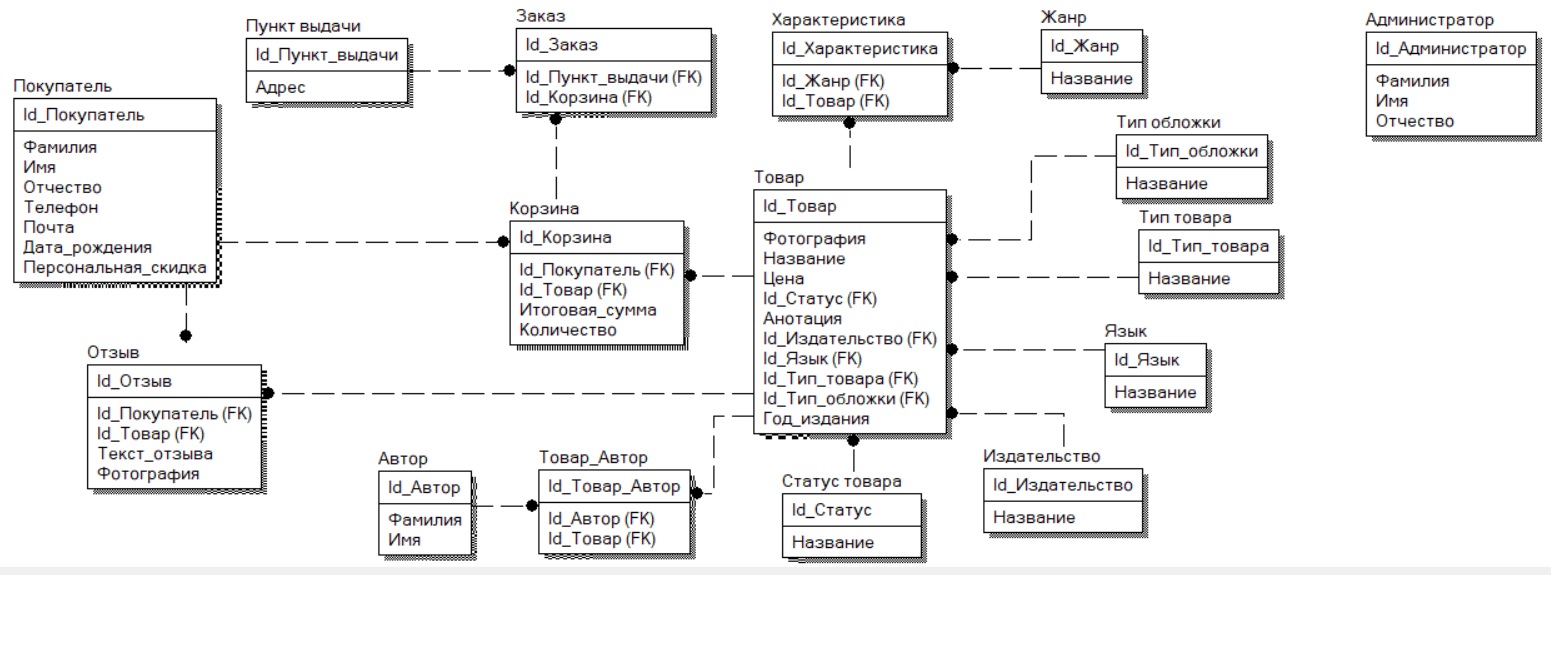 Пункт выдачи
Id_Пункт_выдачи
Адрес
Заказ
Id_Заказ
Id_Пункт_выдачи (FK)
Id_Корзина (FK)
Характеристика
Id_Характеристика
Id_Жанр (FK)
Id_Товар (FK)
Жанр
Id_Жанр
Название
Администратор
Id_Администратор
Фамилия
Имя
Отчество
Покупатель
Id_Покупатель
Фамилия
Имя
Отчество
Телефон
Почта
Дата_рождения
Персональная_скидка
Корзина
Id_Корзина
Id_Покупатель (FK)
Id_Товар (FK)
Итоговая_сумма
Количество
Товар
Id_Товар
Фотография
Название
Цена
Id_Статус (FK)
Анотация
Id_Издательство (FK)
Id_Язык (FK)
Id_Тип_товара (FK)
Id_Тип_обложки (FK)
Год_издания
Тип обложки
Id_Тип_обложки
Название
Тип товара
Id_Тип_товара
Название
Язык
Id_Язык
Название
Отзыв
Id_Отзыв
Id_Покупатель (FK)
Id_Товар (FK)
Текст_отзыва
Фотография
Автор
Id_Автор
Фамилия
Имя
Товар_Автор
Id_Товар_Автор
Id_Автор (FK)
Id_Товар (FK)
Статус товара
Id_Статус
Название
Издательство
Id_Издательство
Название